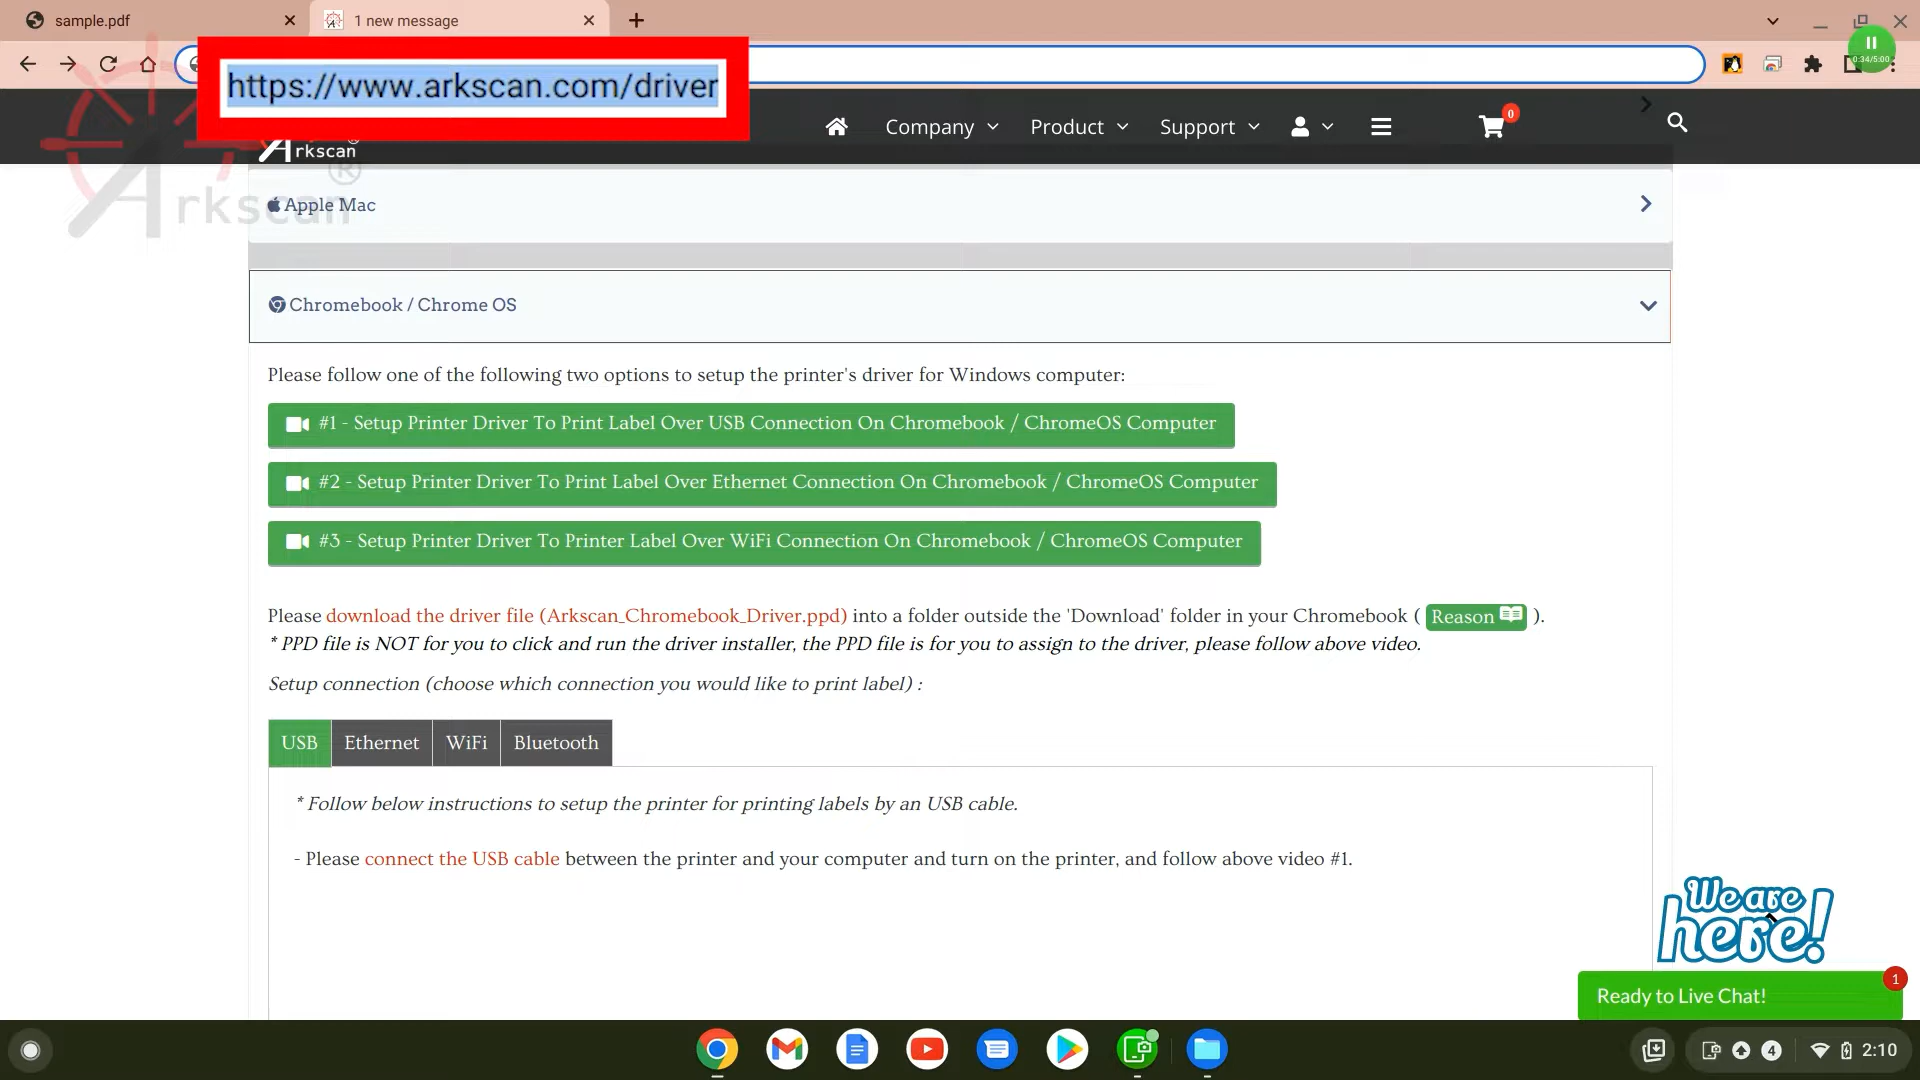 sample.pdf
1 new message
0:34/5:00
https://www.arkscan.com/driver
Arkscan®
Company
Product
Support
0
Arkscan®
Apple Mac
Chromebook / Chrome OS
Please follow one of the following two options to setup the printer's driver for Windows computer:
#1 - Setup Printer Driver To Print Label Over USB Connection On Chromebook / ChromeOS Computer
#2 - Setup Printer Driver To Print Label Over Ethernet Connection On Chromebook / ChromeOS Computer
#3 - Setup Printer Driver To Printer Label Over WiFi Connection On Chromebook / ChromeOS Computer
Please download the driver file (Arkscan_Chromebook_Driver.ppd) into a folder outside the 'Download' folder in your Chromebook ( Reason ).
* PPD file is NOT for you to click and run the driver installer, the PPD file is for you to assign to the driver, please follow above video.
Setup connection (choose which connection you would like to print label) :
USB Ethernet WiFi Bluetooth
* Follow below instructions to setup the printer for printing labels by an USB cable.
- Please connect the USB cable between the printer and your computer and turn on the printer, and follow above video #1.
We are
here!
1
Ready to Live Chat!
4
2:10